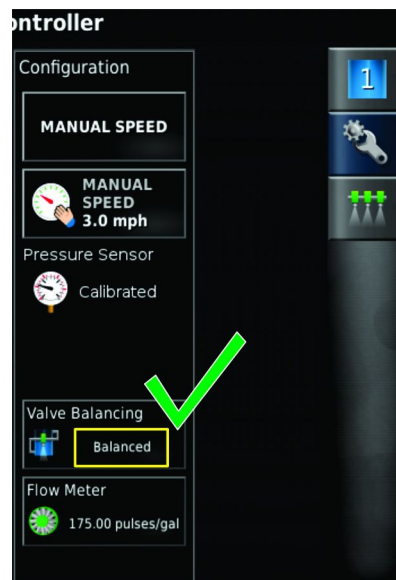 ontroller
Configuration
1
MANUAL SPEED
MANUAL
SPEED
3.0 mph
Pressure Sensor
Calibrated
Valve Balancing
Balanced
Flow Meter
175.00 pulses/gal